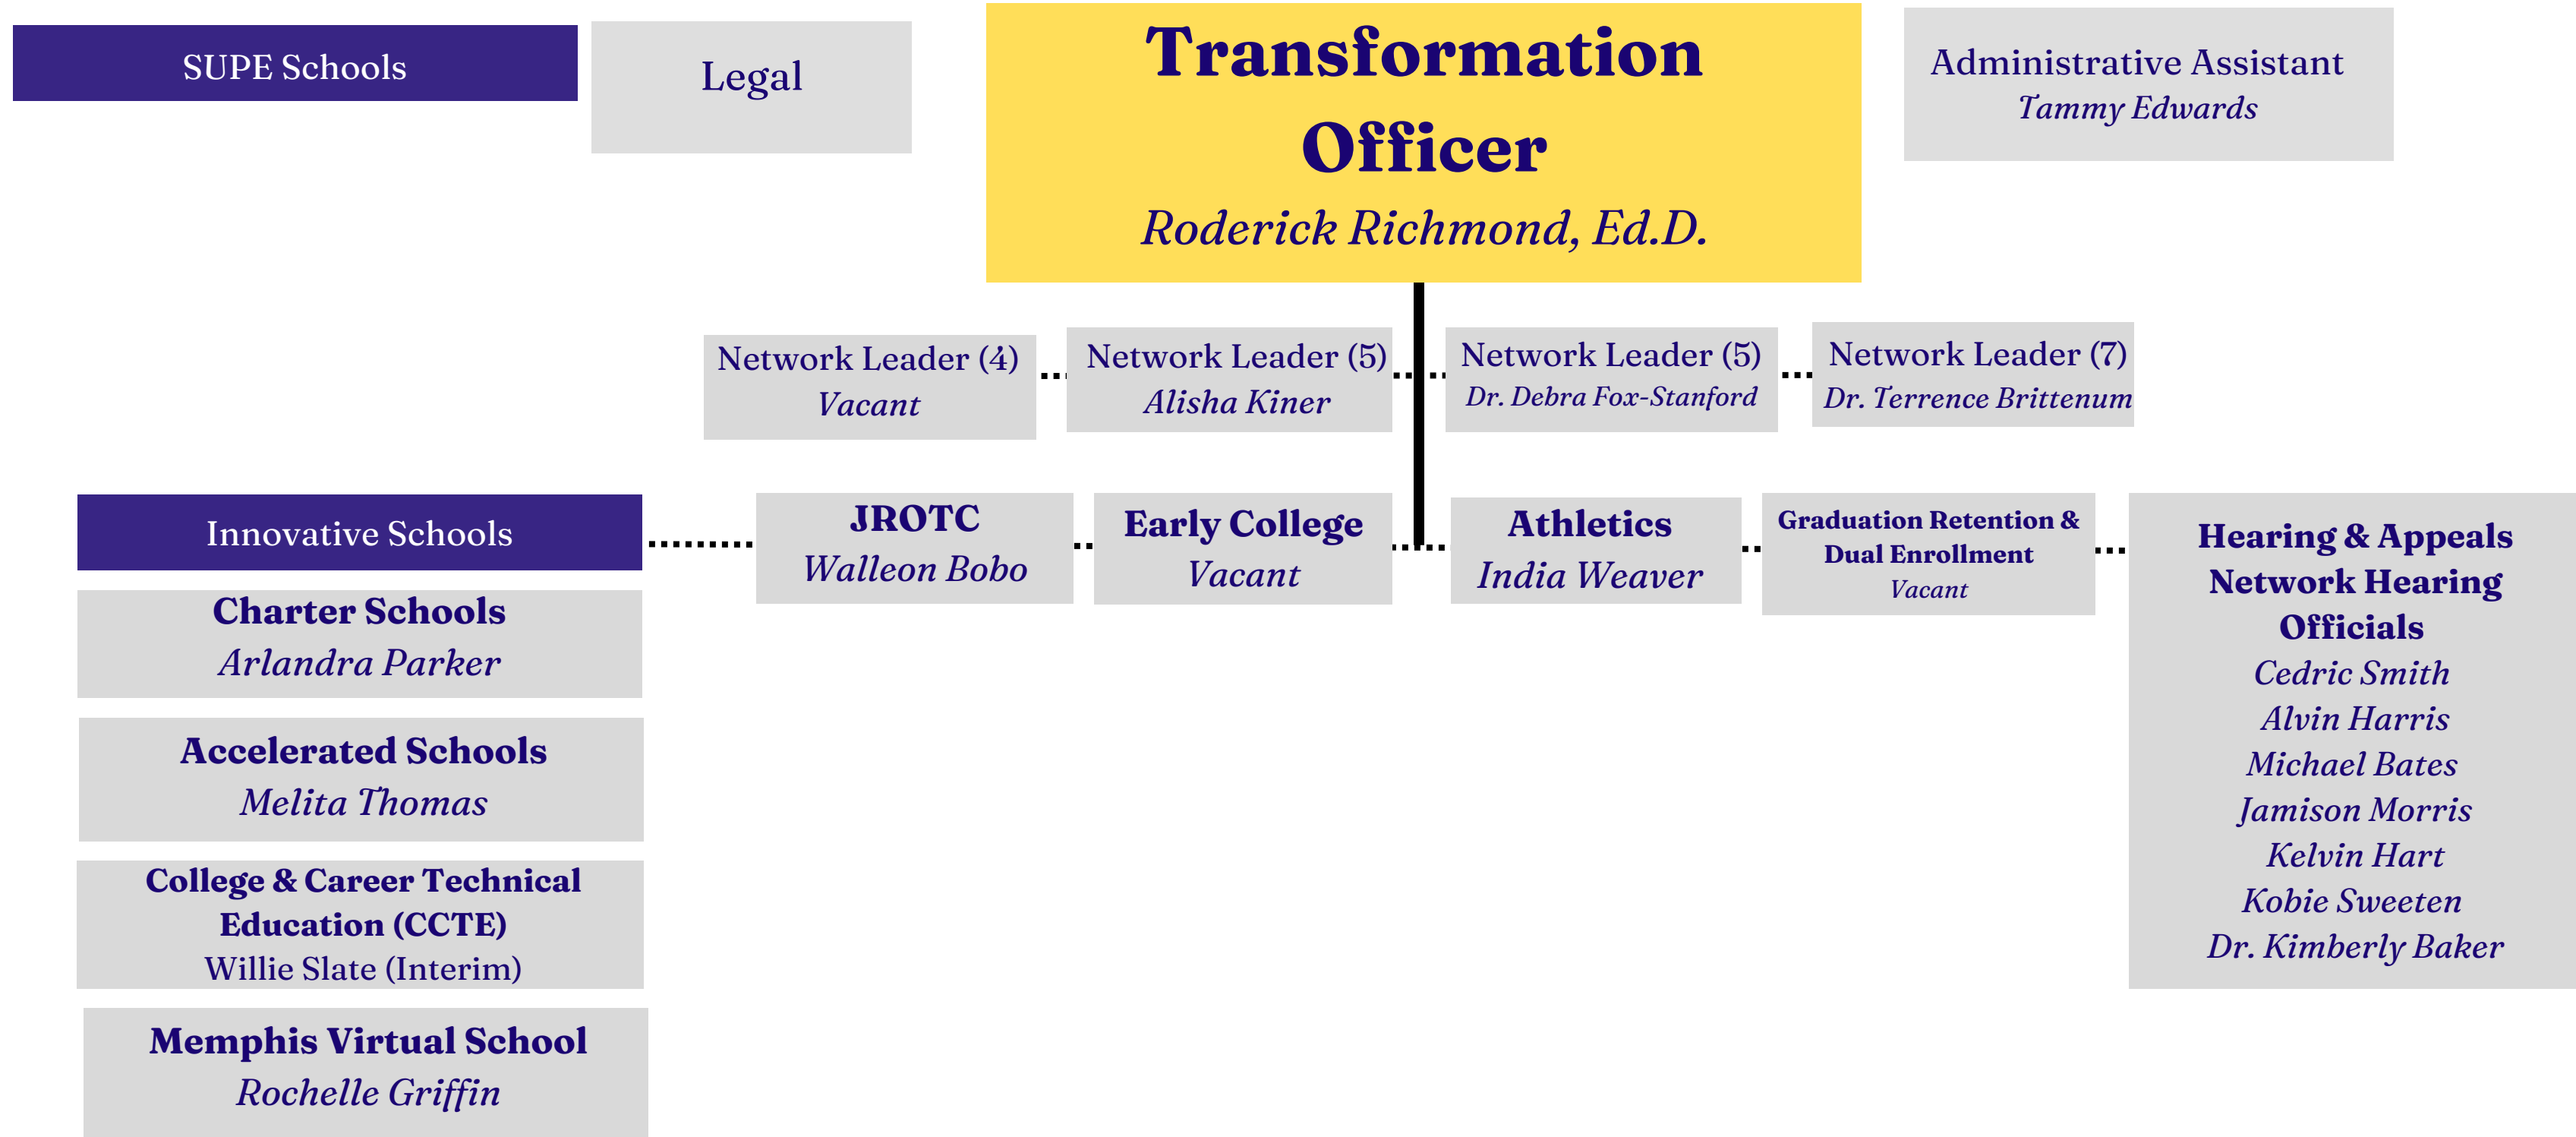 SUPE Schools
Legal
Transformation
Officer
Roderick Richmond, Ed.D.
Administrative Assistant
Tammy Edwards
Network Leader (4)
Vacant
Network Leader (5)
Alisha Kiner
Network Leader (5)
Dr. Debra Fox-Stanford
Network Leader (7)
Dr. Terrence Brittenum
Innovative Schools
JROTC
Walleon Bobo
Early College
Vacant
Athletics
India Weaver
Graduation Retention &
Dual Enrollment
Vacant
Hearing & Appeals
Network Hearing
Officials
Cedric Smith
Alvin Harris
Michael Bates
Jamison Morris
Kelvin Hart
Kobie Sweeten
Dr. Kimberly Baker
Charter Schools
Arlandra Parker
Accelerated Schools
Melita Thomas
College & Career Technical
Education (CCTE)
Willie Slate (Interim)
Memphis Virtual School
Rochelle Griffin